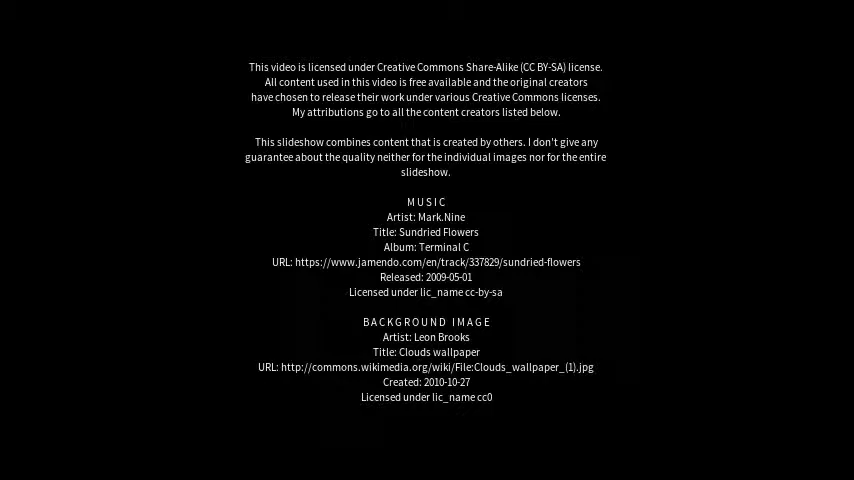 This video is licensed under Creative Commons Share-Alike (CC BY-SA) license.
All content used in this video is free available and the original creators
have chosen to release their work under various Creative Commons licenses.
My attributions go to all the content creators listed below.
This slideshow combines content that is created by others. I don't give any
guarantee about the quality neither for the individual images nor for the entire
slideshow.
M U S I C
Artist: Mark.Nine
Title: Sundried Flowers
Album: Terminal C
URL: https://www.jamendo.com/en/track/337829/sundried-flowers
Released: 2009-05-01
Licensed under lic_name cc-by-sa
B A C K G R O U N D   I M A G E
Artist: Leon Brooks
Title: Clouds wallpaper
URL: http://commons.wikimedia.org/wiki/File:Clouds_wallpaper_(1).jpg
Created: 2010-10-27
Licensed under lic_name cc0